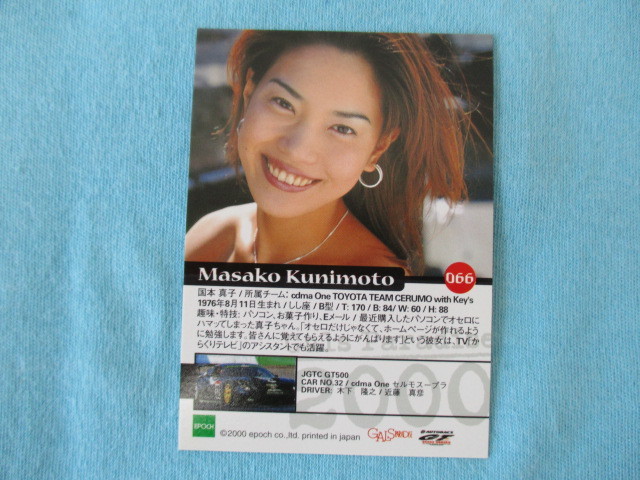 Masako Kunimoto
066
国本 真子 / 所属チーム: cdma One TOYOTA TEAM CERUMO with Key's
1976年8月11日生まれ / しし座 / B型 / T: 170 / B: 84/ W: 60 / H: 88
趣味・特技: パソコン、お菓子作り、Eメール / 最近購入したパソコンでオセロに
ハマってしまった真子ちゃん。「オセロだけじゃなくて、ホームページが作れるよう
に勉強します。皆さんに覚えてもらえるようにがんばります」という彼女は、TV「か
らくりテレビ」のアシスタントでも活躍。
2000
JGTC GT500
CAR NO.32 / cdma One セルモスープラ
DRIVER: 木下 隆之 / 近藤 真彦
EPOCH
©2000 epoch co.,ltd. printed in japan
GALS
AUTOBACS
GT